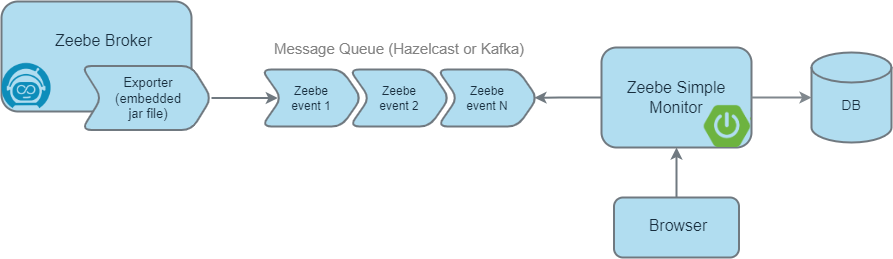 Zeebe Broker
Exporter
(embedded
jar file)
Message Queue (Hazelcast or Kafka)
Zeebe
event 1
Zeebe
event 2
Zeebe
event N
Zeebe Simple
Monitor
DB
Browser